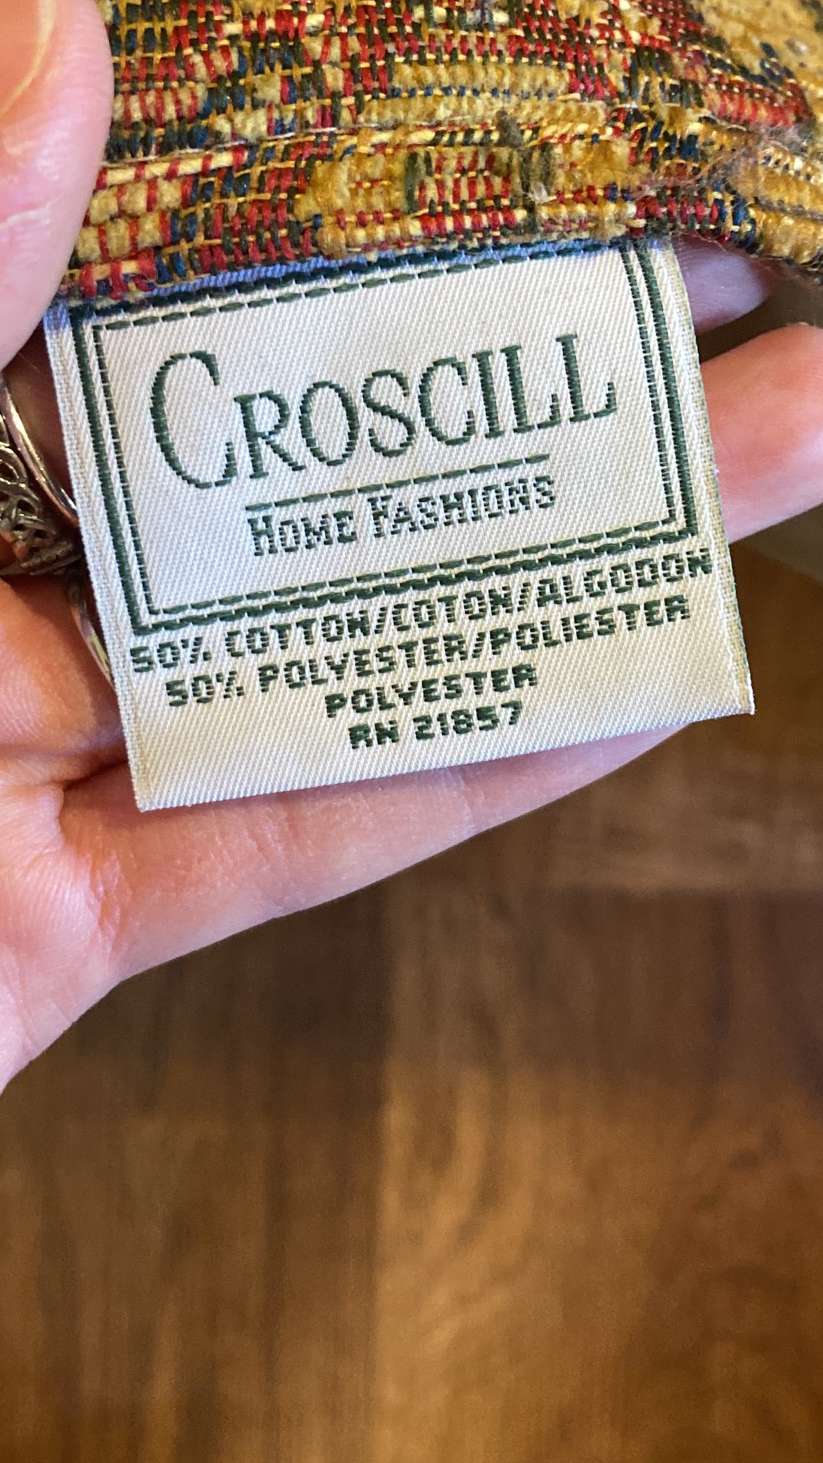 CROSCILL
HOME FASHIONS
50% COTTON/COTON/ALGODON
50% POLYESTER/POLIESTER
POLYESTER
RN 21857